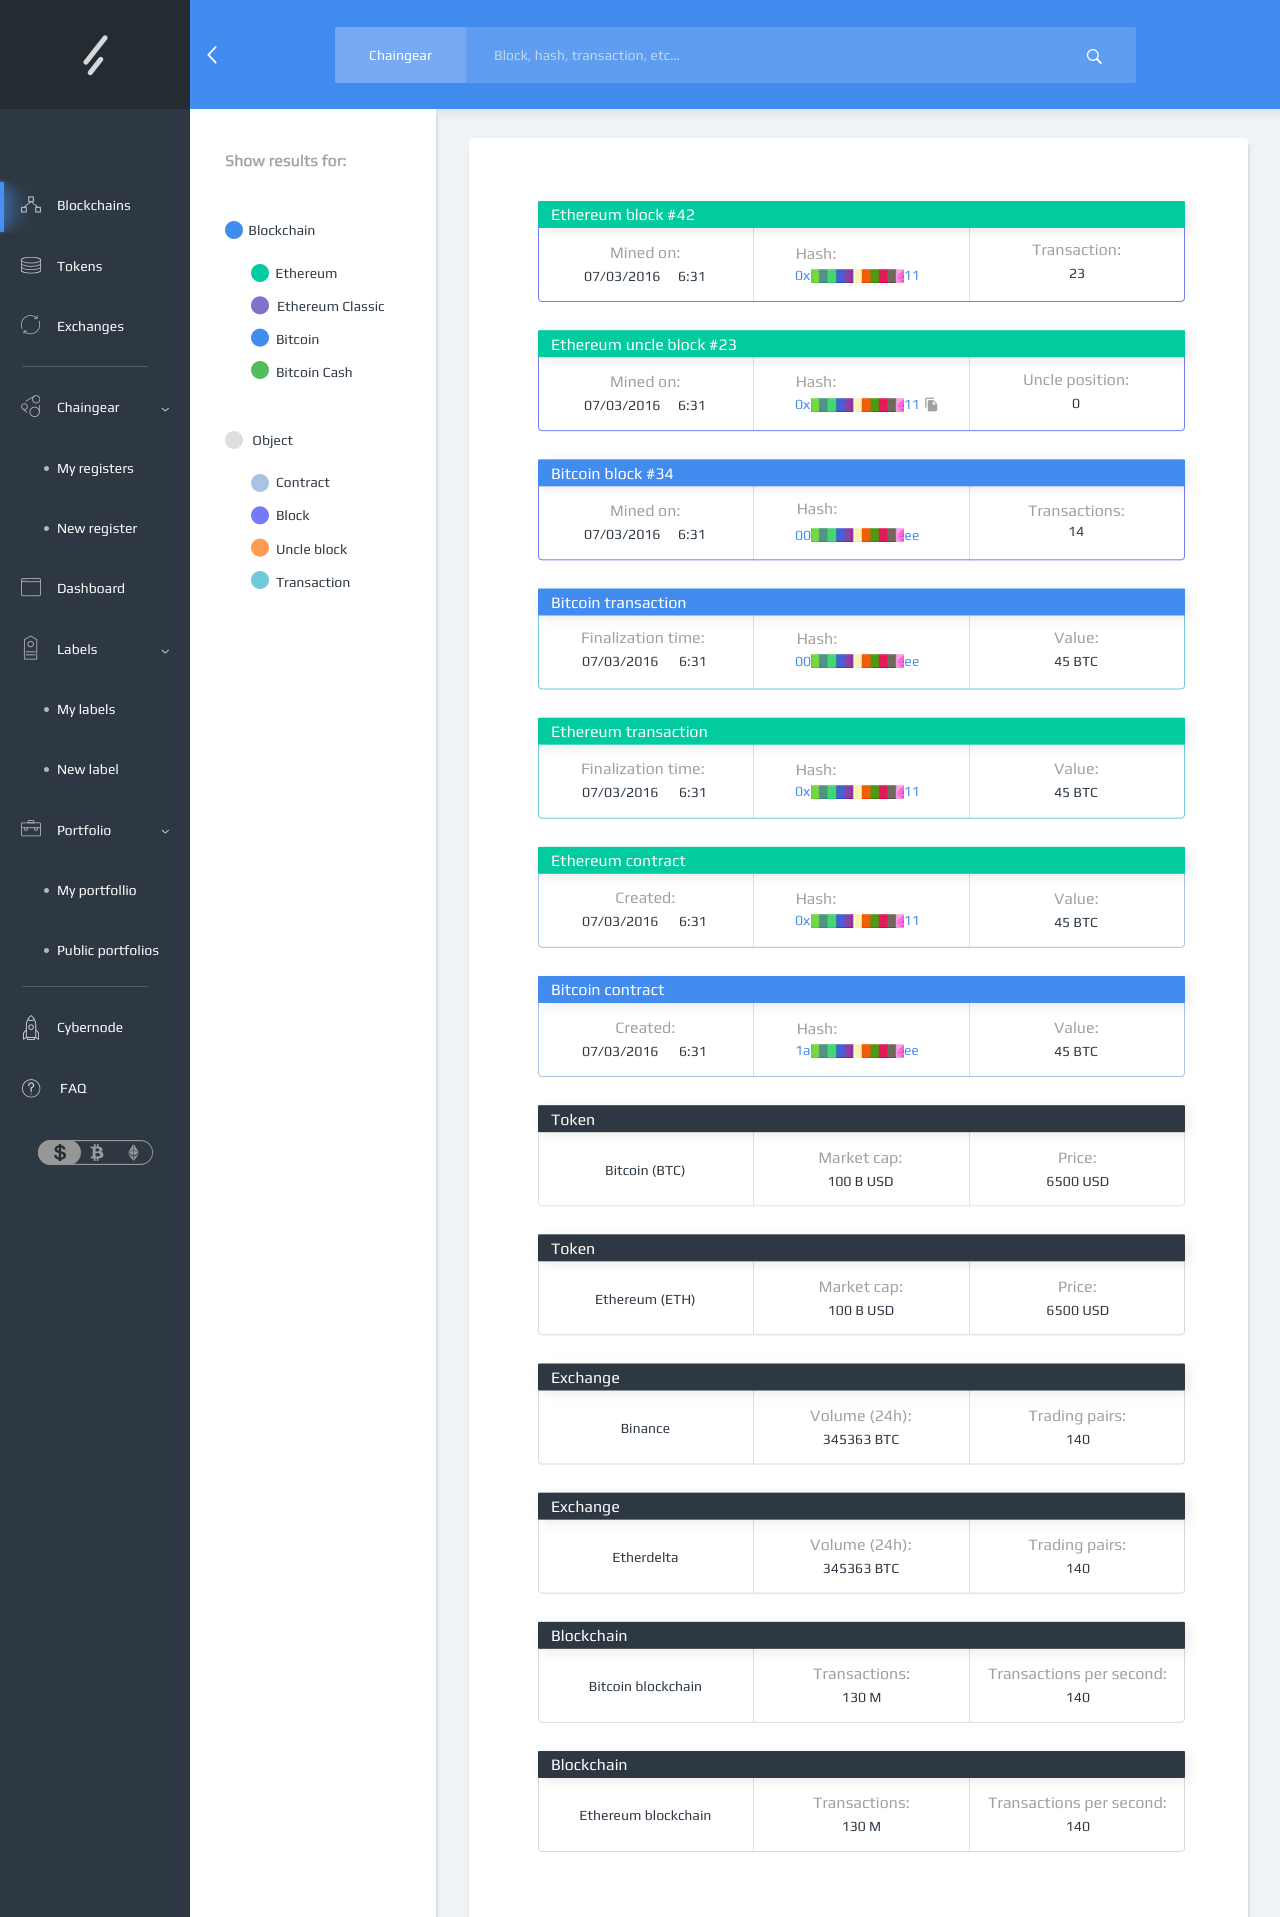 Chaingear
Block, hash, transaction, etc...
Blockchains
Tokens
Exchanges
Chaingear
My registers
New register
Dashboard
Labels
My labels
New label
Portfolio
My portfollio
Public portfolios
Cybernode
FAQ
Show results for:
Blockchain
Ethereum
Ethereum Classic
Bitcoin
Bitcoin Cash
Object
Contract
Block
Uncle block
Transaction
Ethereum block #42
Mined on:
07/03/2016 6:31
Hash:
0x 11
Transaction:
23
Ethereum uncle block #23
Mined on:
07/03/2016 6:31
Hash:
0x 11
Uncle position:
0
Bitcoin block #34
Mined on:
07/03/2016 6:31
Hash:
00 ee
Transactions:
14
Bitcoin transaction
Finalization time:
07/03/2016 6:31
Hash:
00 ee
Value:
45 BTC
Ethereum transaction
Finalization time:
07/03/2016 6:31
Hash:
0x 11
Value:
45 BTC
Ethereum contract
Created:
07/03/2016 6:31
Hash:
0x 11
Value:
45 BTC
Bitcoin contract
Created:
07/03/2016 6:31
Hash:
1a ee
Value:
45 BTC
Token
Bitcoin (BTC)
Market cap:
100 B USD
Price:
6500 USD
Token
Ethereum (ETH)
Market cap:
100 B USD
Price:
6500 USD
Exchange
Binance
Volume (24h):
345363 BTC
Trading pairs:
140
Exchange
Etherdelta
Volume (24h):
345363 BTC
Trading pairs:
140
Blockchain
Bitcoin blockchain
Transactions:
130 M
Transactions per second:
140
Blockchain
Ethereum blockchain
Transactions:
130 M
Transactions per second:
140